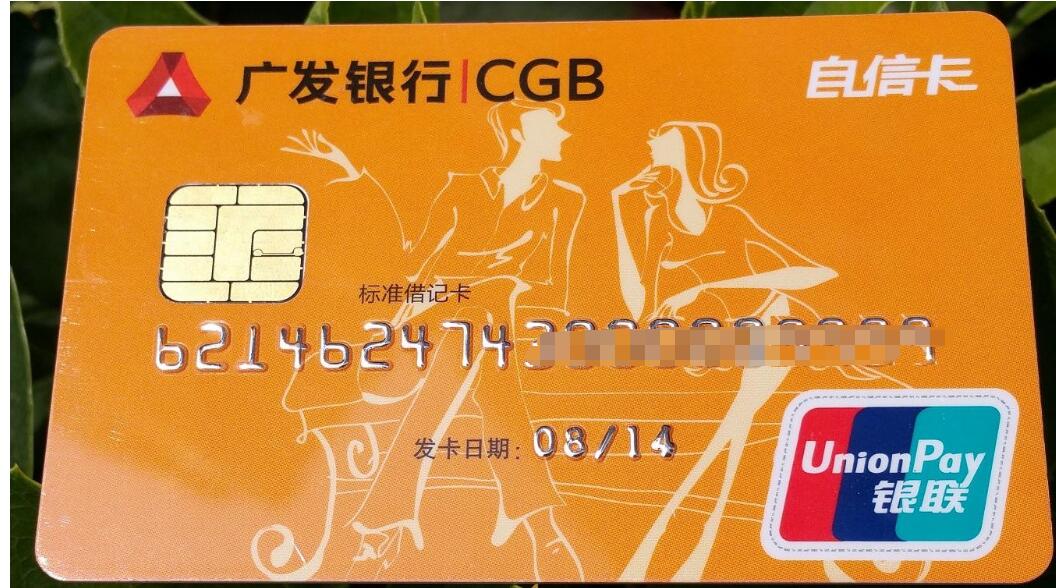 广发银行|CGB
自信卡
标准借记卡
6214624743
发卡日期：08/14
UnionPay
银联